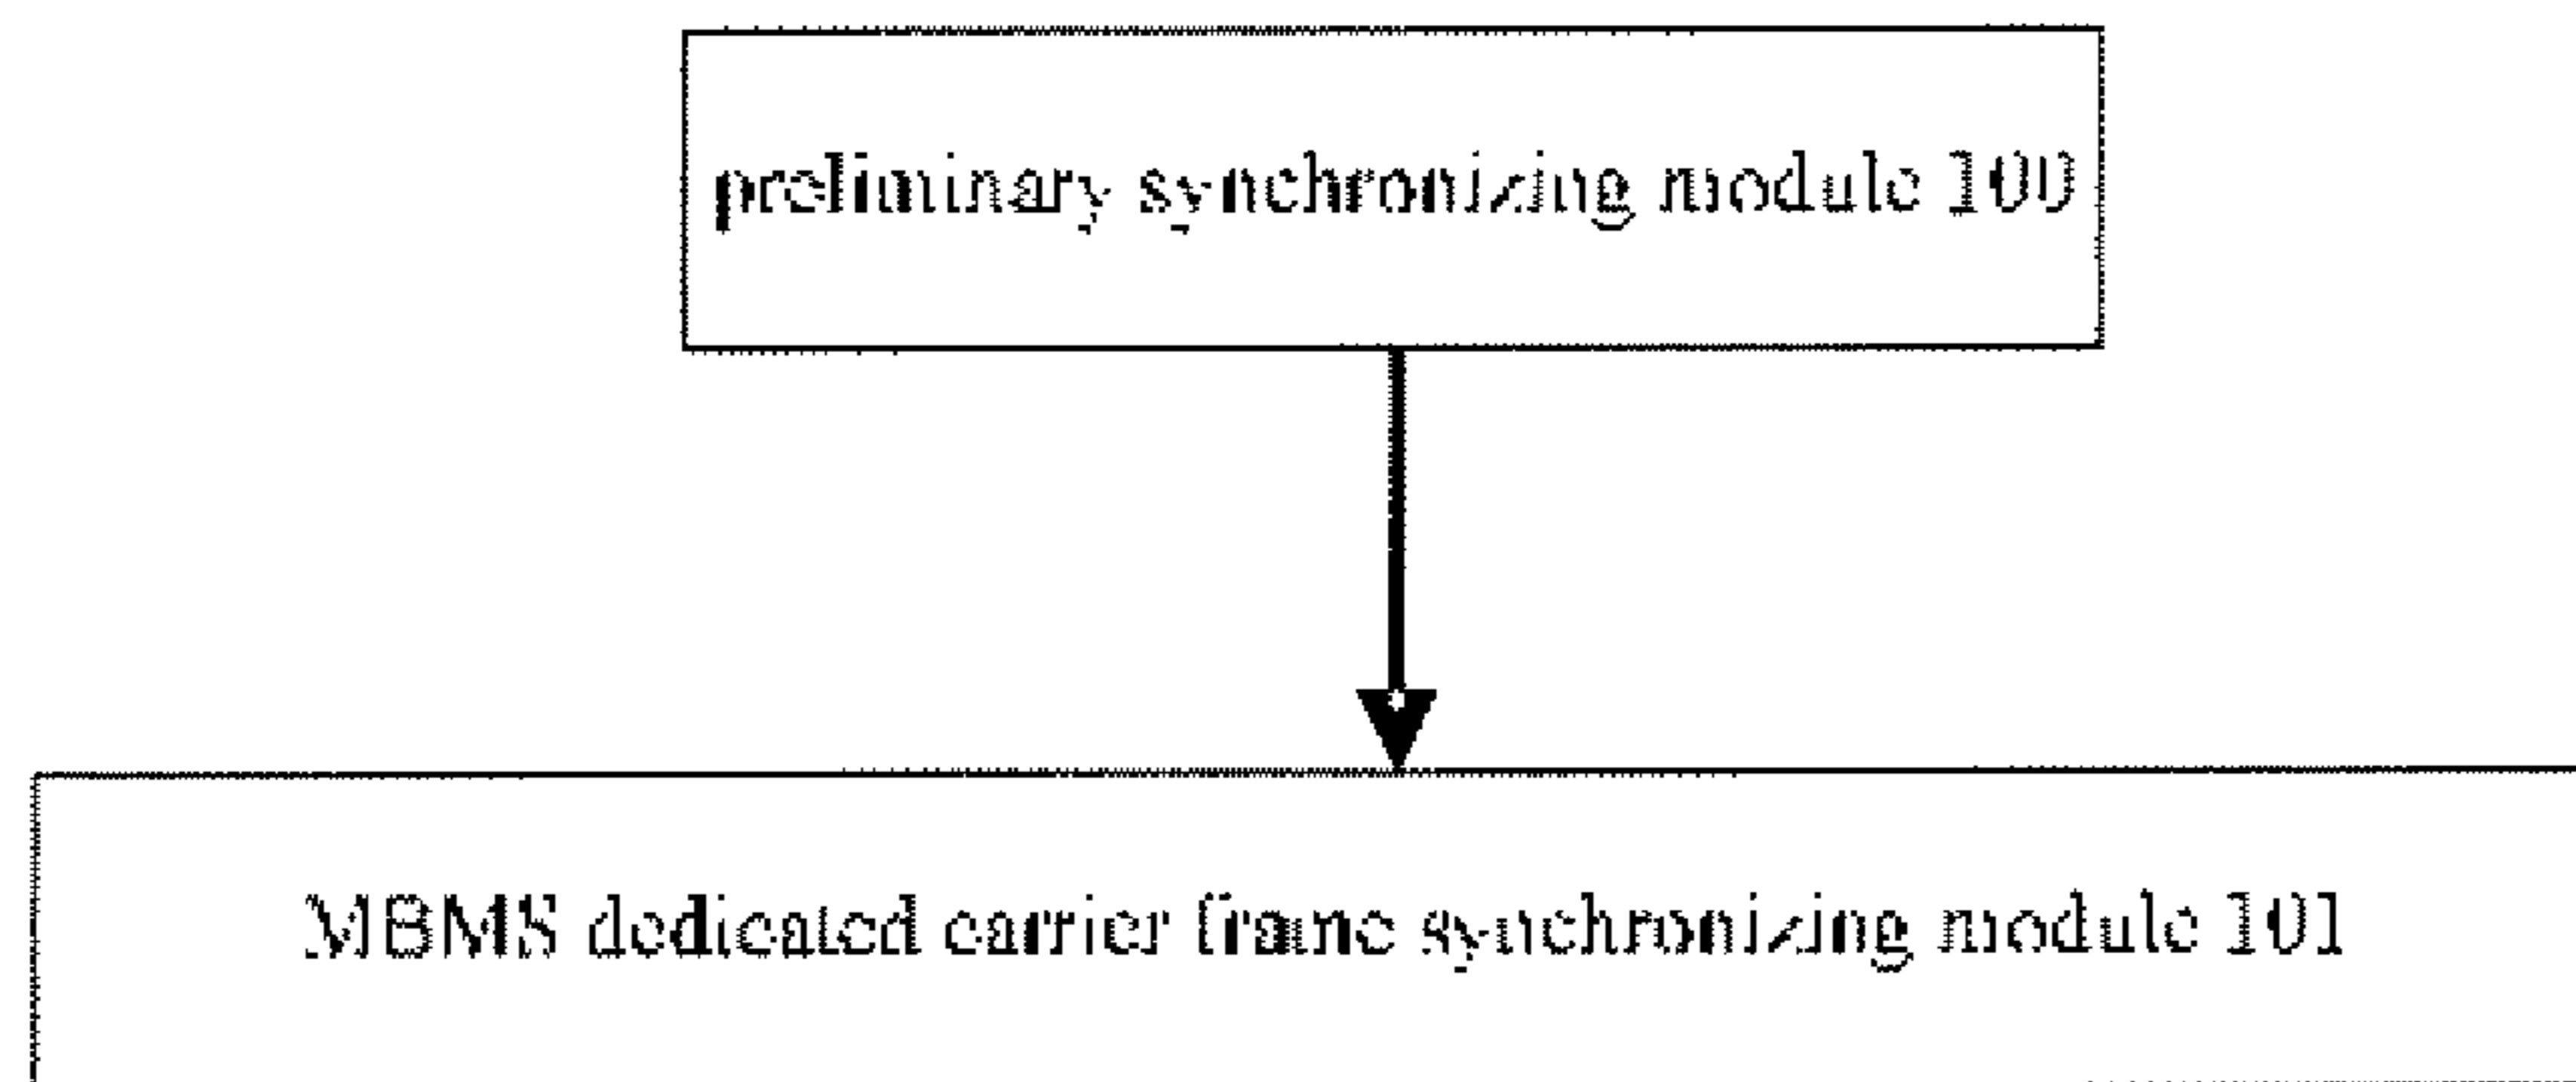 preliminary synchronizing module 100
MBMS dedicated carrier frame synchronizing module 101